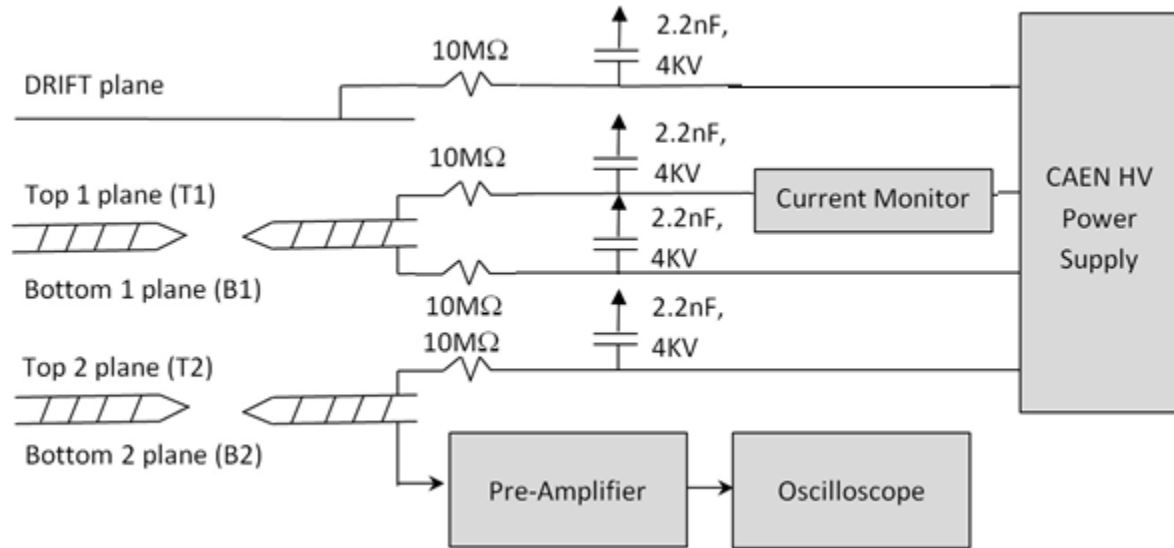 2.2nF,
10MΩ
4KV
DRIFT plane
2.2nF,
10MΩ
4KV
CAEN HV
Power
Supply
Top 1 plane (T1)
Current Monitor
2.2nF,
4KV
Bottom 1 plane (B1)
10MΩ
2.2nF,
10MΩ
4KV
Top 2 plane (T2)
Bottom 2 plane (B2)
Pre-Amplifier
Oscilloscope